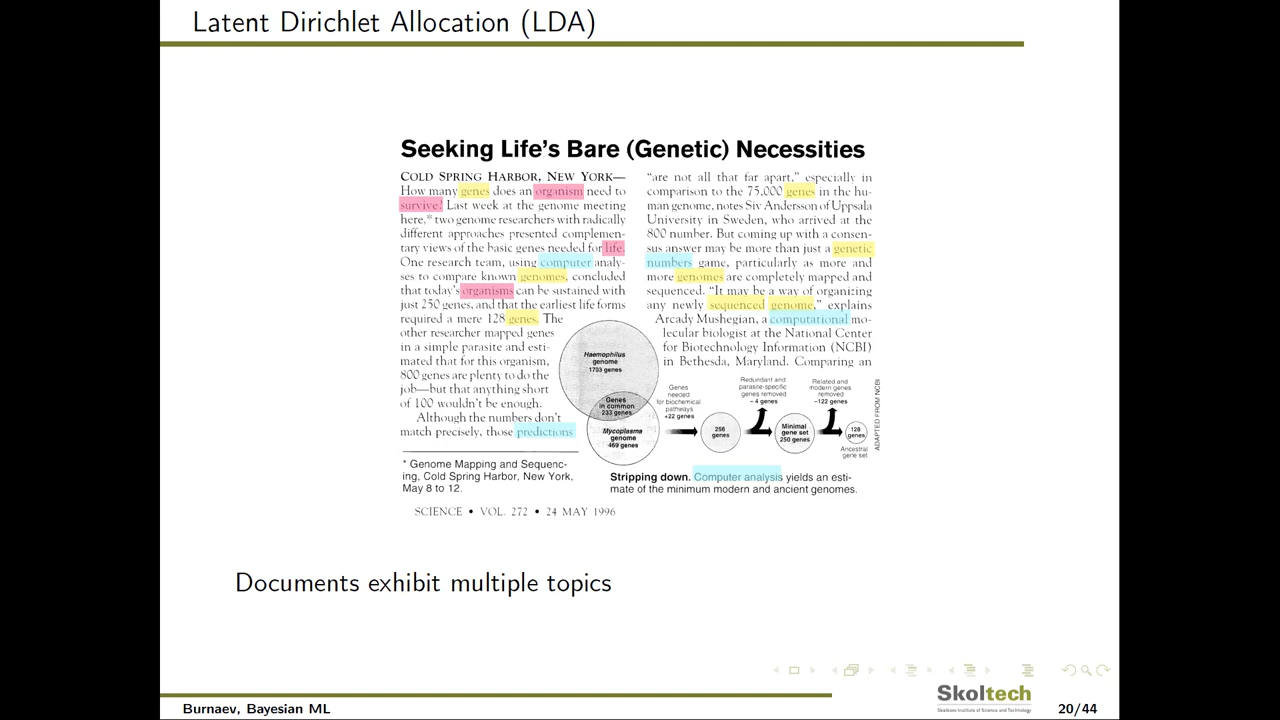 Latent Dirichlet Allocation (LDA)
Seeking Life's Bare (Genetic) Necessities
COLD SPRING HARBOR, NEW YORK—
How many genes does an organism need to
survive? Last week at the genome meeting
here,* two genome researchers with radically
different approaches presented complemen-
tary views of the basic genes needed for life.
One research team, using computer analy-
ses to compare known genomes, concluded
that today's organisms can be sustained with
just 250 genes, and that the earliest life forms
required a mere 128 genes. The
other researcher mapped genes
in a simple parasite and esti-
mated that for this organism,
800 genes are plenty to do the
job—but that anything short
of 100 wouldn't be enough.
Although the numbers don't
match precisely, those predictions
* Genome Mapping and Sequenc-
ing, Cold Spring Harbor, New York,
May 8 to 12.
"are not all that far apart," especially in
comparison to the 75,000 genes in the hu-
man genome, notes Siv Andersson of Uppsala
University in Sweden, who arrived at the
800 number. But coming up with a consen-
sus answer may be more than just a genetic
numbers game, particularly as more and
more genomes are completely mapped and
sequenced. "It may be a way of organizing
any newly sequenced genome," explains
Arcady Mushegian, a computational mo-
lecular biologist at the National Center
for Biotechnology Information (NCBI)
in Bethesda, Maryland. Comparing an
Haemophilus
genome
1703 genes
Genes
in common
233 genes
Mycoplasma
genome
469 genes
Genes
needed
for biochemical
pathways
+22 genes
256
genes
Redundant and
parasite-specific
genes removed
– 4 genes
Minimal
gene set
250 genes
Related and
modern genes
removed
–122 genes
128
genes
Ancestral
gene set
ADAPTED FROM NCBI
Stripping down. Computer analysis yields an esti-
mate of the minimum modern and ancient genomes.
SCIENCE • VOL. 272 • 24 MAY 1996
Documents exhibit multiple topics
Skoltech
Skolkovo Institute of Science and Technology
Burnaev, Bayesian ML
20/44